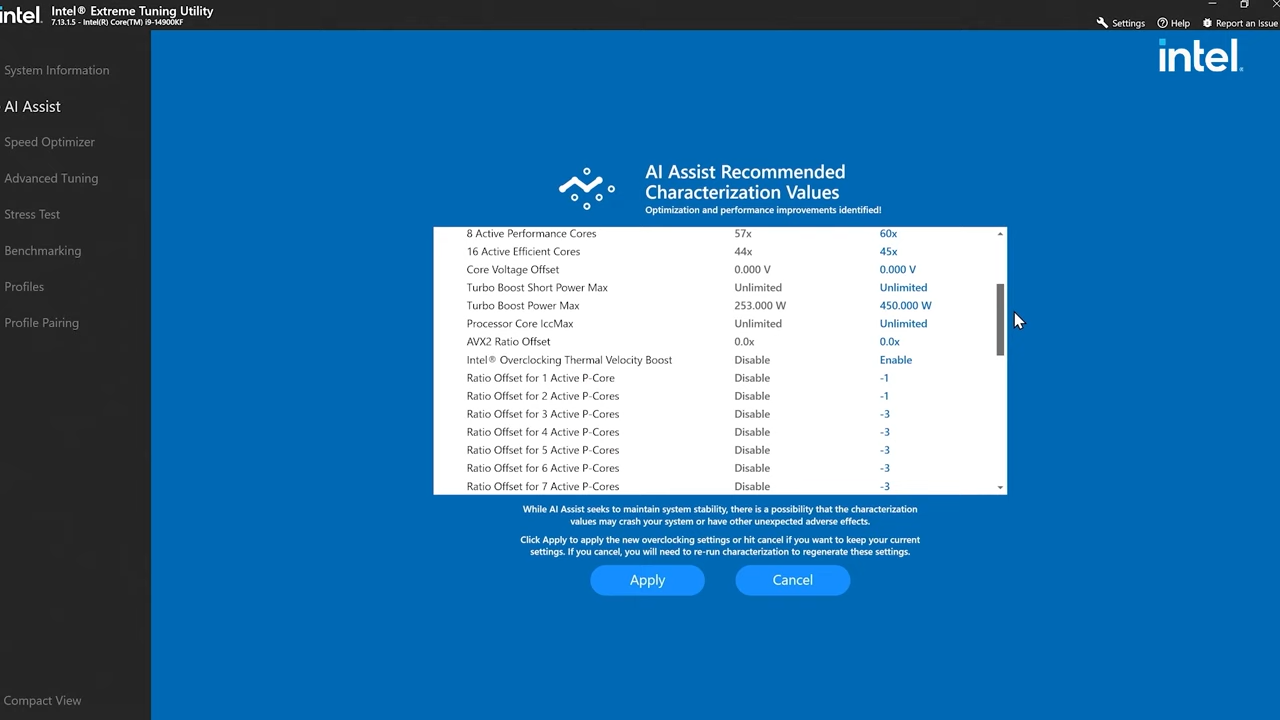 intel.
Intel® Extreme Tuning Utility
7.13.1.5 - Intel(R) Core(TM) i9-14900KF
Settings
Help
Report an Issue
intel.
System Information
AI Assist
Speed Optimizer
Advanced Tuning
Stress Test
Benchmarking
Profiles
Profile Pairing
Compact View
AI Assist Recommended
Characterization Values
Optimization and performance improvements identified!
8 Active Performance Cores 57x 60x
16 Active Efficient Cores 44x 45x
Core Voltage Offset 0.000 V 0.000 V
Turbo Boost Short Power Max Unlimited Unlimited
Turbo Boost Power Max 253.000 W 450.000 W
Processor Core IccMax Unlimited Unlimited
AVX2 Ratio Offset 0.0x 0.0x
Intel® Overclocking Thermal Velocity Boost Disable Enable
Ratio Offset for 1 Active P-Core Disable -1
Ratio Offset for 2 Active P-Cores Disable -1
Ratio Offset for 3 Active P-Cores Disable -3
Ratio Offset for 4 Active P-Cores Disable -3
Ratio Offset for 5 Active P-Cores Disable -3
Ratio Offset for 6 Active P-Cores Disable -3
Ratio Offset for 7 Active P-Cores Disable -3
While AI Assist seeks to maintain system stability, there is a possibility that the characterization
values may crash your system or have other unexpected adverse effects.
Click Apply to apply the new overclocking settings or hit cancel if you want to keep your current
settings. If you cancel, you will need to re-run characterization to regenerate these settings.
Apply
Cancel